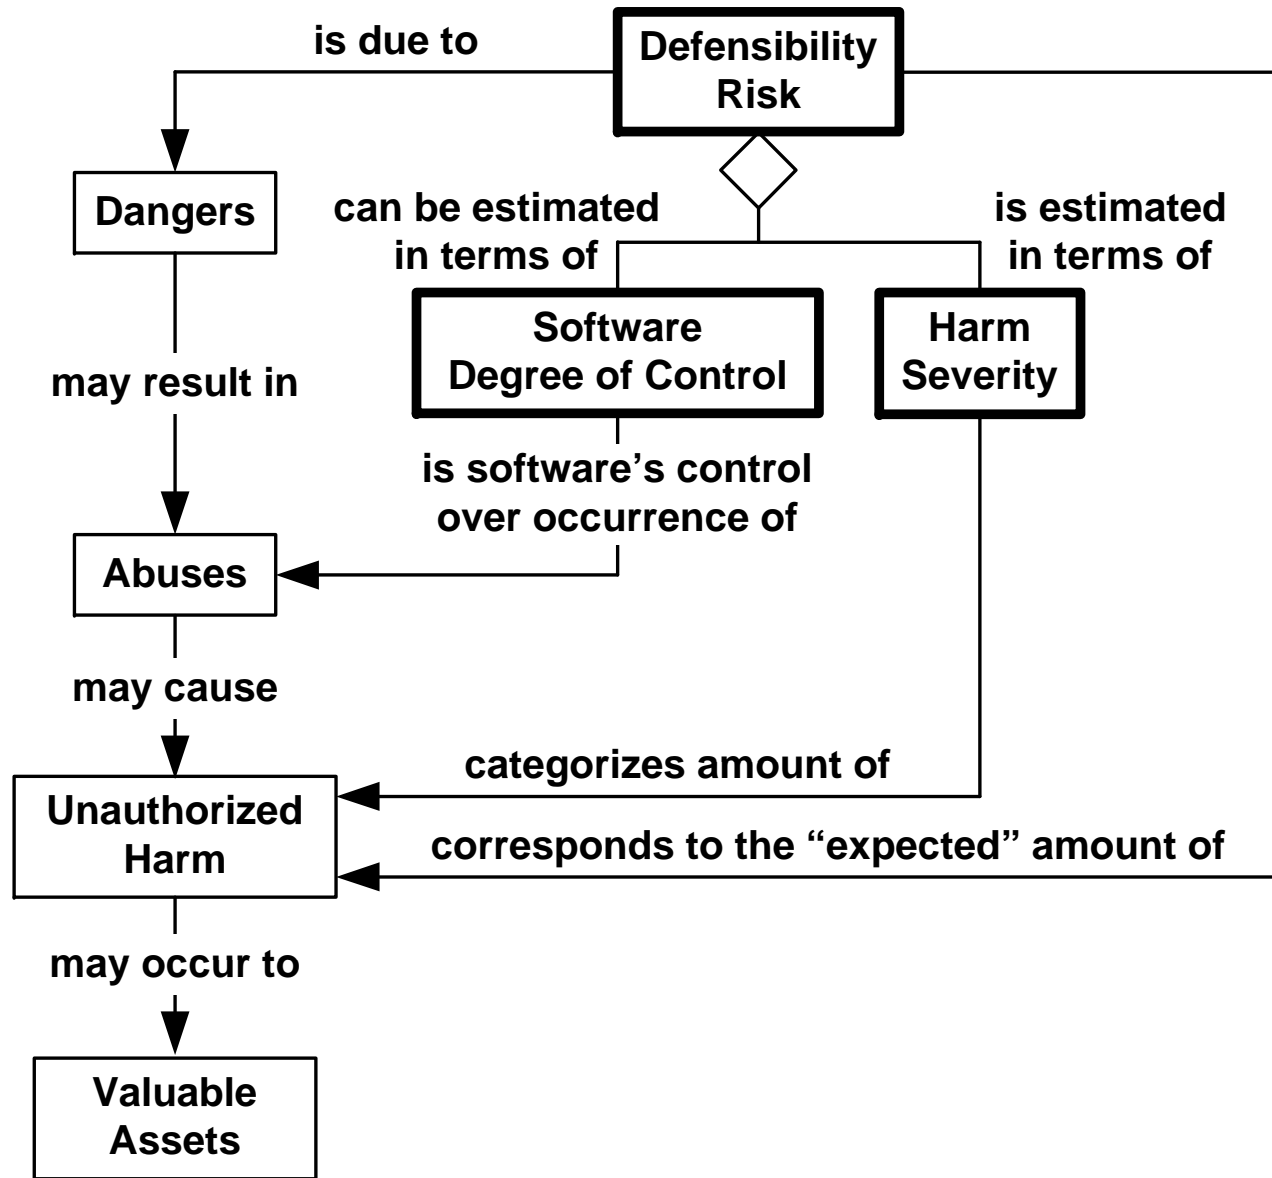 is due to
Defensibility
Risk
Dangers
can be estimated
in terms of
is estimated
in terms of
Software
Degree of Control
Harm
Severity
may result in
is software’s control
over occurrence of
Abuses
may cause
categorizes amount of
Unauthorized
Harm
corresponds to the “expected” amount of
may occur to
Valuable
Assets